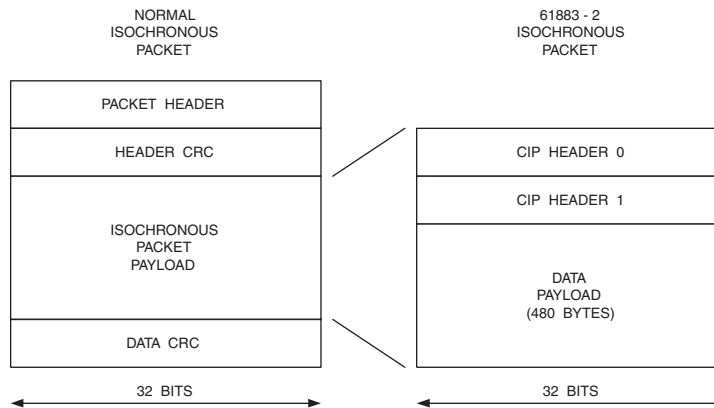 NORMAL
ISOCHRONOUS
PACKET
PACKET HEADER
HEADER CRC
ISOCHRONOUS
PACKET
PAYLOAD
DATA CRC
32 BITS
61883 - 2
ISOCHRONOUS
PACKET
CIP HEADER 0
CIP HEADER 1
DATA
PAYLOAD
(480 BYTES)
32 BITS